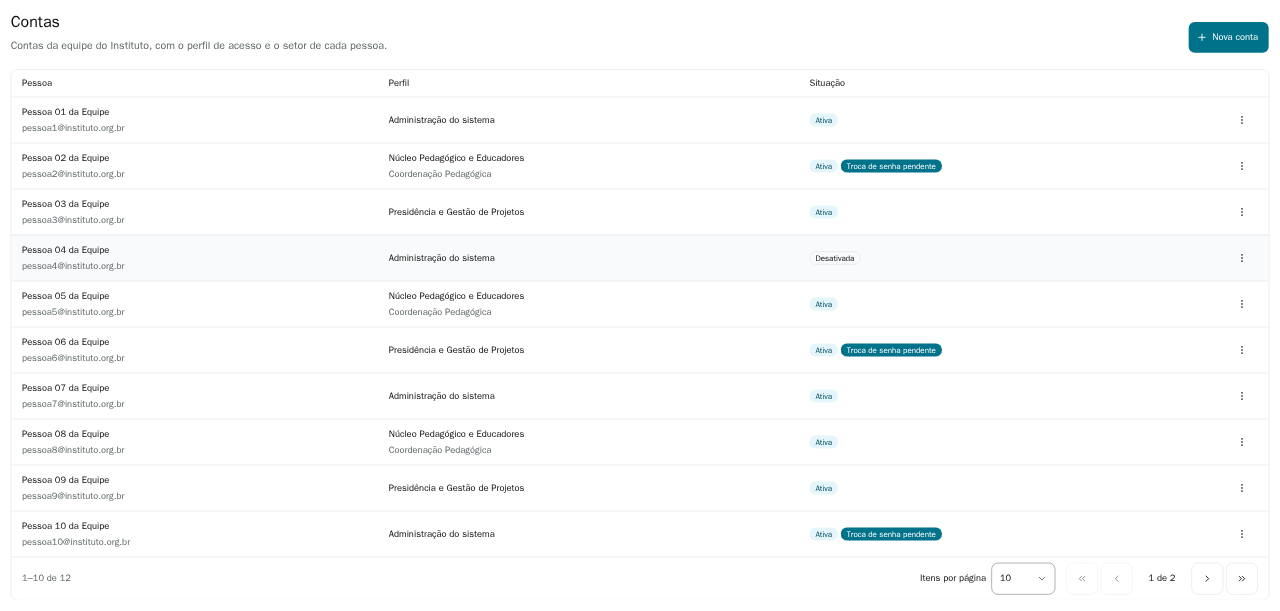 Contas
Contas da equipe do Instituto, com o perfil de acesso e o setor de cada pessoa.
Nova conta
Pessoa Perfil Situação
Pessoa 01 da Equipe
pessoa1@instituto.org.br
Administração do sistema
Ativa
Pessoa 02 da Equipe
pessoa2@instituto.org.br
Núcleo Pedagógico e Educadores
Coordenação Pedagógica
Ativa Troca de senha pendente
Pessoa 03 da Equipe
pessoa3@instituto.org.br
Presidência e Gestão de Projetos
Ativa
Pessoa 04 da Equipe
pessoa4@instituto.org.br
Administração do sistema
Desativada
Pessoa 05 da Equipe
pessoa5@instituto.org.br
Núcleo Pedagógico e Educadores
Coordenação Pedagógica
Ativa
Pessoa 06 da Equipe
pessoa6@instituto.org.br
Presidência e Gestão de Projetos
Ativa Troca de senha pendente
Pessoa 07 da Equipe
pessoa7@instituto.org.br
Administração do sistema
Ativa
Pessoa 08 da Equipe
pessoa8@instituto.org.br
Núcleo Pedagógico e Educadores
Coordenação Pedagógica
Ativa
Pessoa 09 da Equipe
pessoa9@instituto.org.br
Presidência e Gestão de Projetos
Ativa
Pessoa 10 da Equipe
pessoa10@instituto.org.br
Administração do sistema
Ativa Troca de senha pendente
1–10 de 12
Itens por página 10
1 de 2